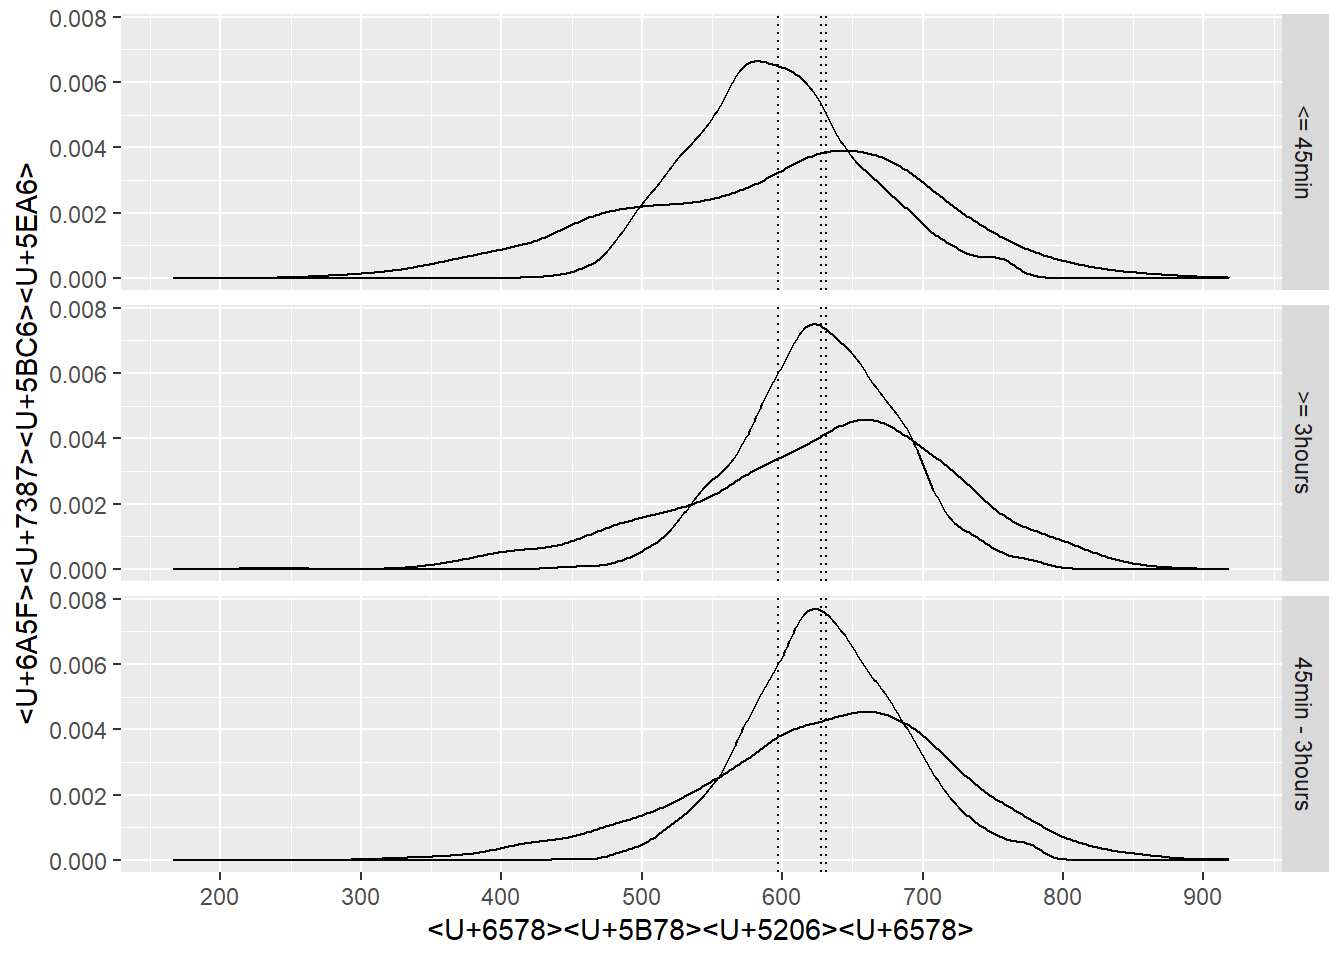 0.008
0.006
0.004
0.002
0.000
<= 45min
0.008
0.006
0.004
0.002
0.000
>= 3hours
0.008
0.006
0.004
0.002
0.000
45min - 3hours
<U+6A5F><U+7387><U+5BC6><U+5EA6>
200 300 400 500 600 700 800 900
<U+6578><U+5B78><U+5206><U+6578>